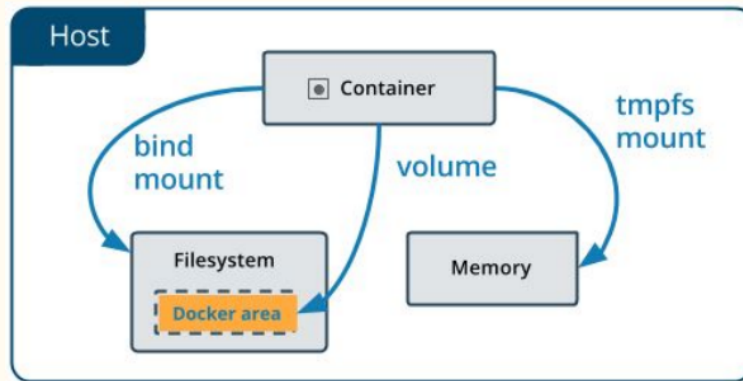 Host
Container
bind
mount
volume
tmpfs
mount
Filesystem
Docker area
Memory